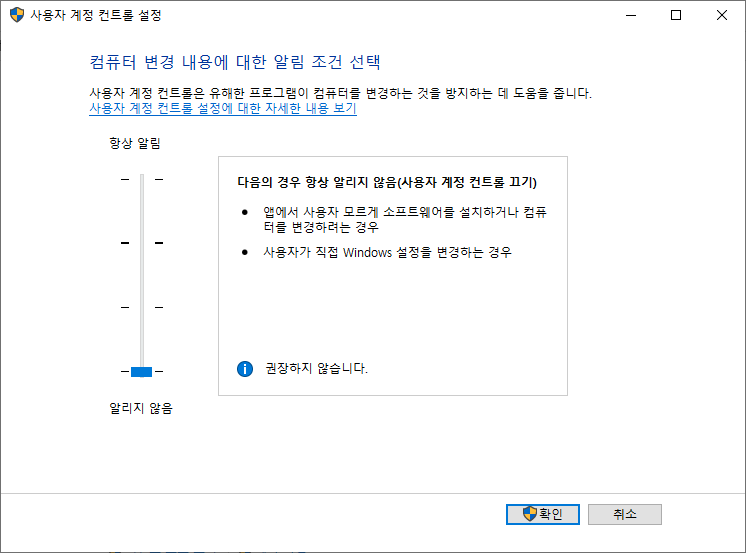 사용자 계정 컨트롤 설정
컴퓨터 변경 내용에 대한 알림 조건 선택
사용자 계정 컨트롤은 유해한 프로그램이 컴퓨터를 변경하는 것을 방지하는 데 도움을 줍니다.
사용자 계정 컨트롤 설정에 대한 자세한 내용 보기
항상 알림
다음의 경우 항상 알리지 않음(사용자 계정 컨트롤 끄기)
앱에서 사용자 모르게 소프트웨어를 설치하거나 컴퓨
터를 변경하려는 경우
사용자가 직접 Windows 설정을 변경하는 경우
권장하지 않습니다.
알리지 않음
확인
취소